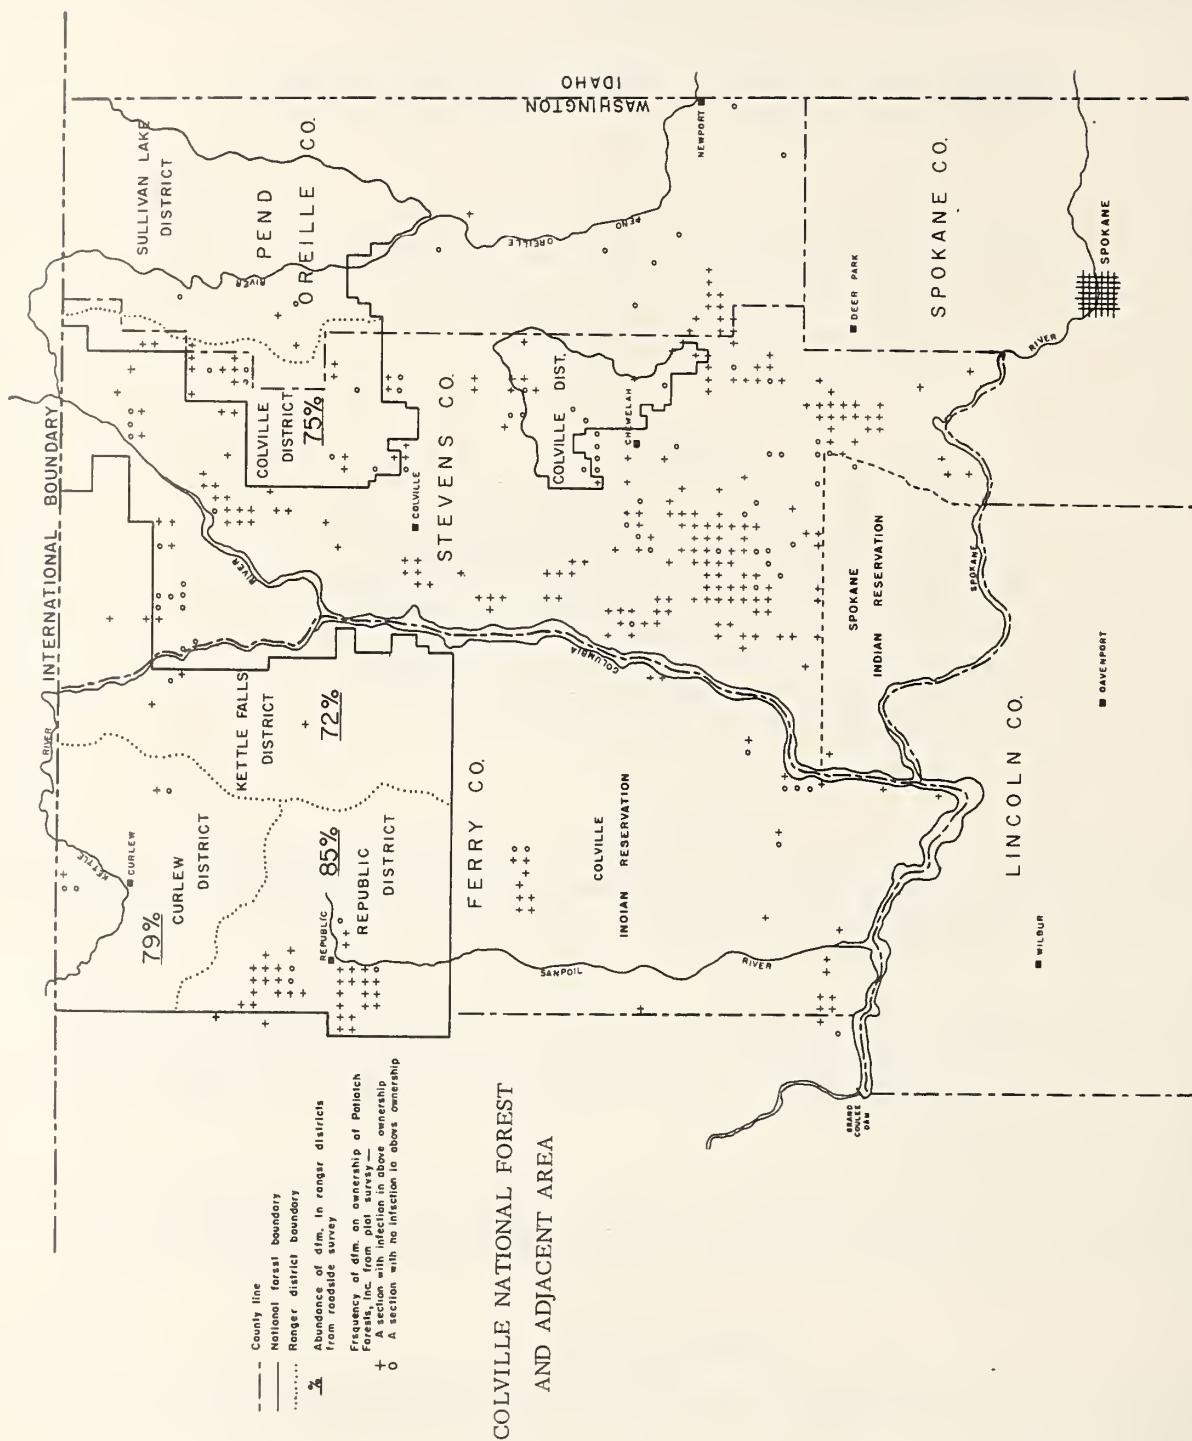 COLVILLE NATIONAL FOREST
AND ADJACENT AREA
County line
National forest boundary
Ranger district boundary
% Abundance of dfm. in ranger districts
from roadside survey
Frequency of dfm. on ownership of Potlatch
Forests, Inc. from plot survey —
+ A section with infection in above ownership
o A section with no infection in above ownership
INTERNATIONAL BOUNDARY
WASHINGTON
IDAHO
RIVER
KETTLE
CURLEW
79%
CURLEW
DISTRICT
KETTLE FALLS
DISTRICT
72%
85%
REPUBLIC
REPUBLIC
DISTRICT
FERRY CO.
COLVILLE
INDIAN RESERVATION
SANPOIL
RIVER
RIVER
COLUMBIA
COLVILLE
DISTRICT
75%
COLVILLE
STEVENS CO.
COLVILLE DIST.
CHEWELAH
SULLIVAN LAKE
DISTRICT
PEND
OREILLE CO.
RIVER
OREILLE
PEND
NEWPORT
SPOKANE
INDIAN RESERVATION
SPOKANE
RIVER
DEER PARK
SPOKANE CO.
SPOKANE
LINCOLN CO.
DAVENPORT
WILBUR
GRAND
COULEE
DAM